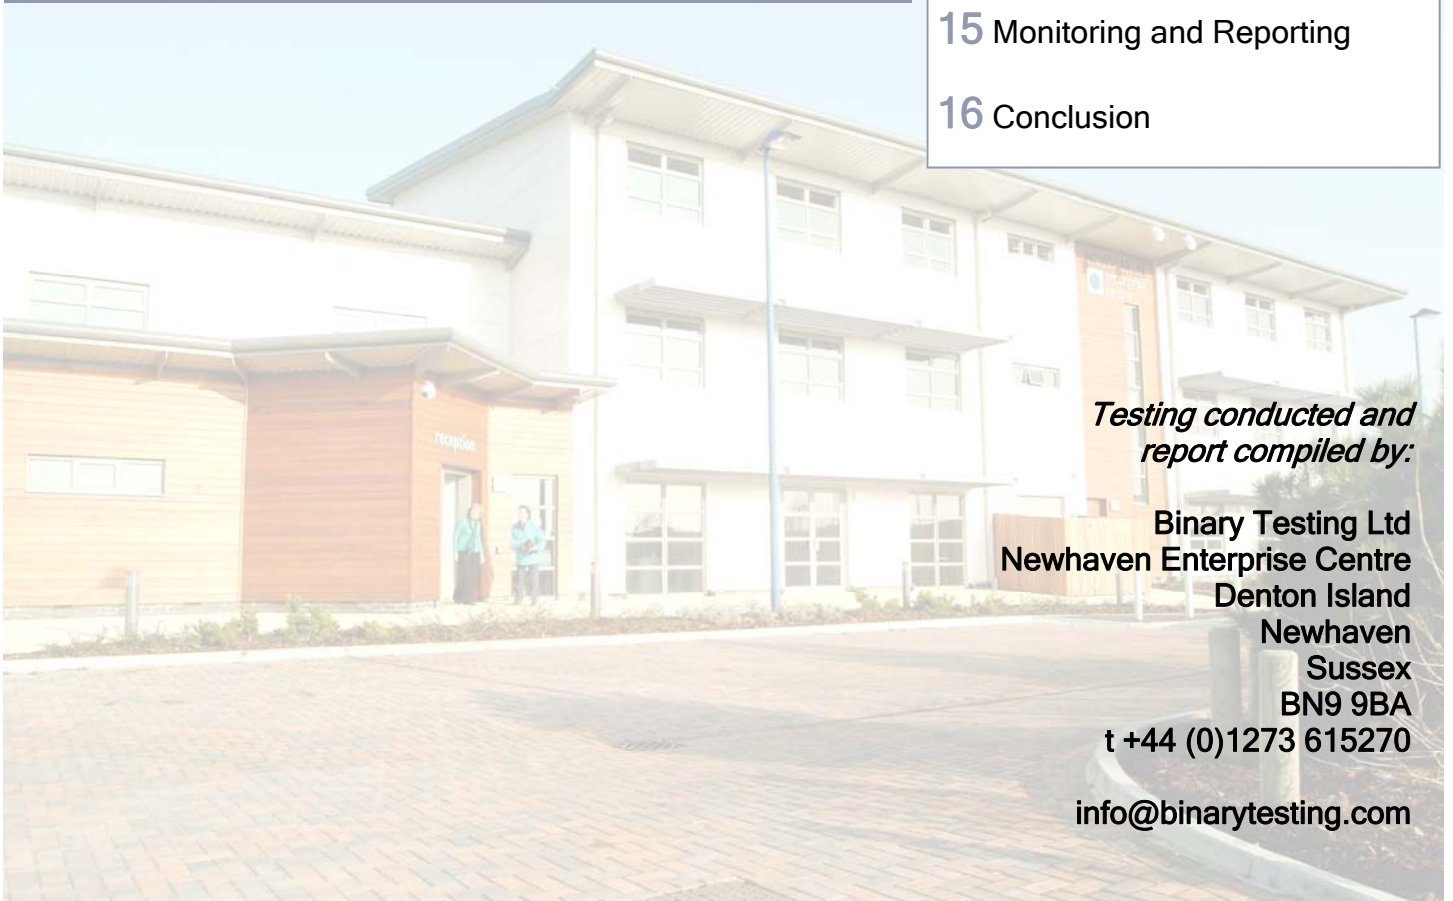 15 Monitoring and Reporting
16 Conclusion
reception
Testing conducted and
report compiled by:
Binary Testing Ltd
Newhaven Enterprise Centre
Denton Island
Newhaven
Sussex
BN9 9BA
t +44 (0)1273 615270
info@binarytesting.com